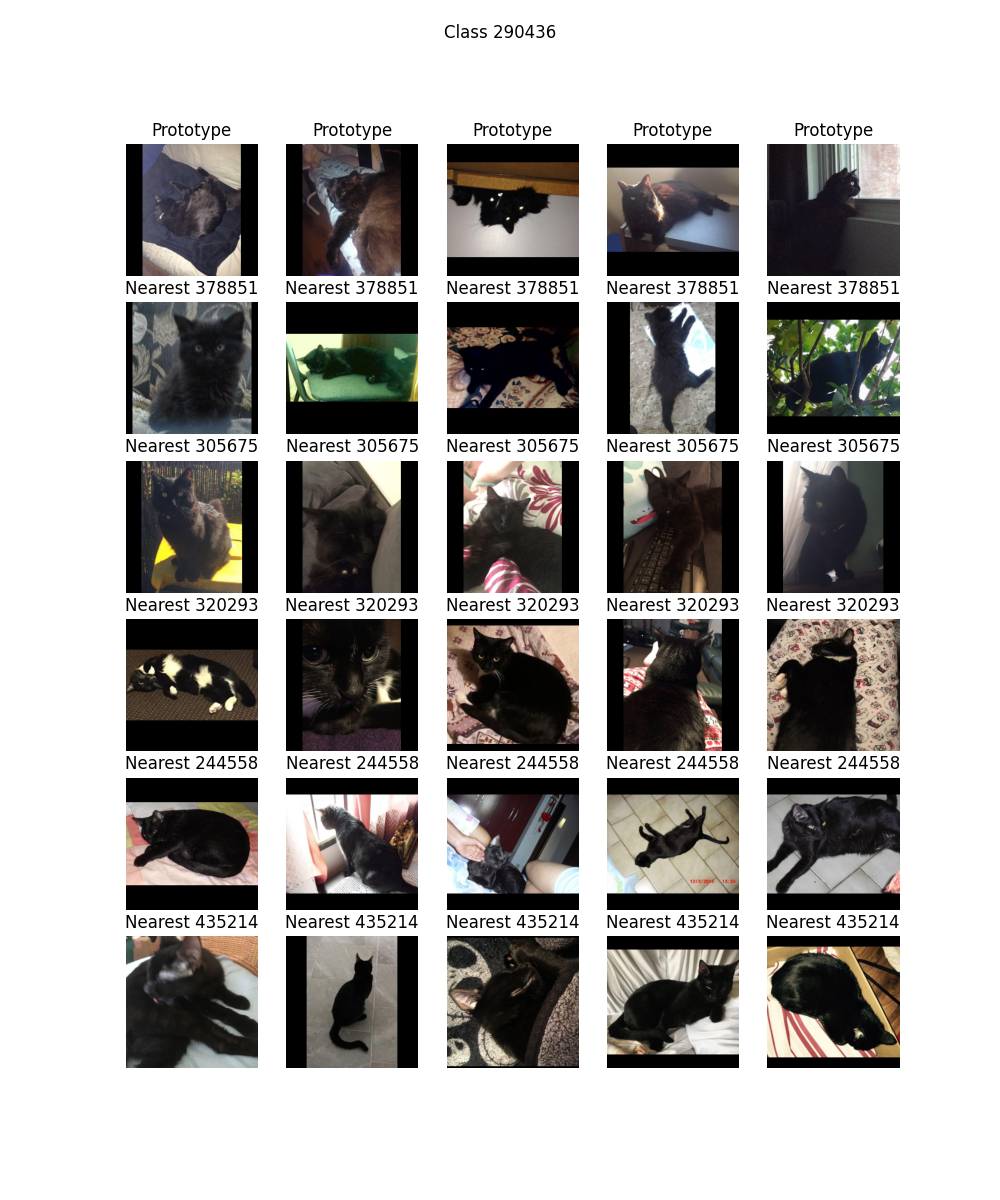 Class 290436
Prototype Prototype Prototype Prototype Prototype
Nearest 378851 Nearest 378851 Nearest 378851 Nearest 378851 Nearest 378851
Nearest 305675 Nearest 305675 Nearest 305675 Nearest 305675 Nearest 305675
Nearest 320293 Nearest 320293 Nearest 320293 Nearest 320293 Nearest 320293
Nearest 244558 Nearest 244558 Nearest 244558 Nearest 244558 Nearest 244558
Nearest 435214 Nearest 435214 Nearest 435214 Nearest 435214 Nearest 435214